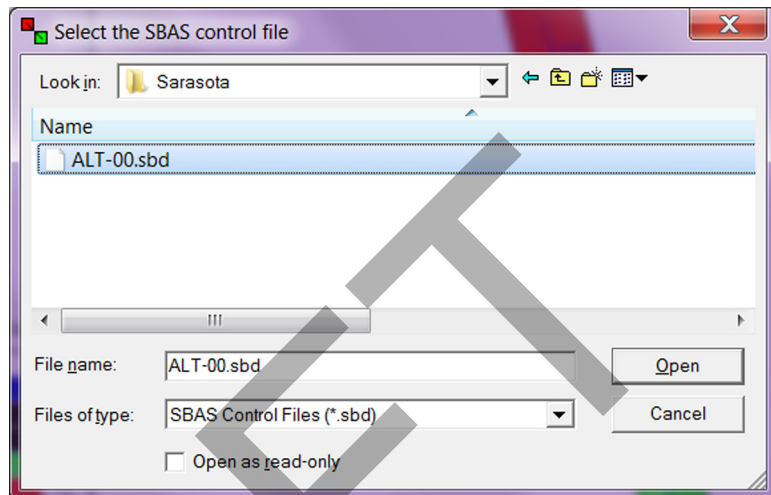 Select the SBAS control file
Look in: Sarasota
Name
ALT-00.sbd
File name: ALT-00.sbd Open
Files of type: SBAS Control Files (*.sbd) Cancel
Open as read-only
CT